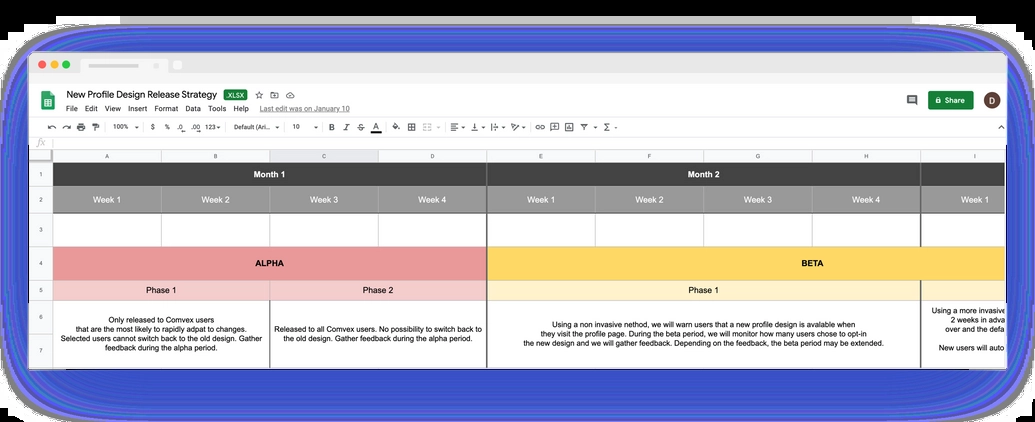 New Profile Design Release Strategy .XLSX
File Edit View Insert Format Data Tools Help Last edit was on January 10
Share D
100% $ % .0 .00 123 Default (Ari... 10 B I S A
fx
A B C D E F G H I
1 Month 1 Month 2
2 Week 1 Week 2 Week 3 Week 4 Week 1 Week 2 Week 3 Week 4 Week 1
3
4 ALPHA BETA
5 Phase 1 Phase 2 Phase 1
6
7
Only released to Comvex users
that are the most likely to rapidly adpat to changes.
Selected users cannot switch back to the old design. Gather
feedback during the alpha period.
Released to all Comvex users. No possibility to switch back to
the old design. Gather feedback during the alpha period.
Using a non invasive nethod, we will warn users that a new profile design is avalable when
they visit the profile page. During the beta period, we will monitor how many users chose to opt-in
the new design and we will gather feedback. Depending on the feedback, the beta period may be extended.
Using a more invasive
2 weeks in adva
over and the defa
New users will auto